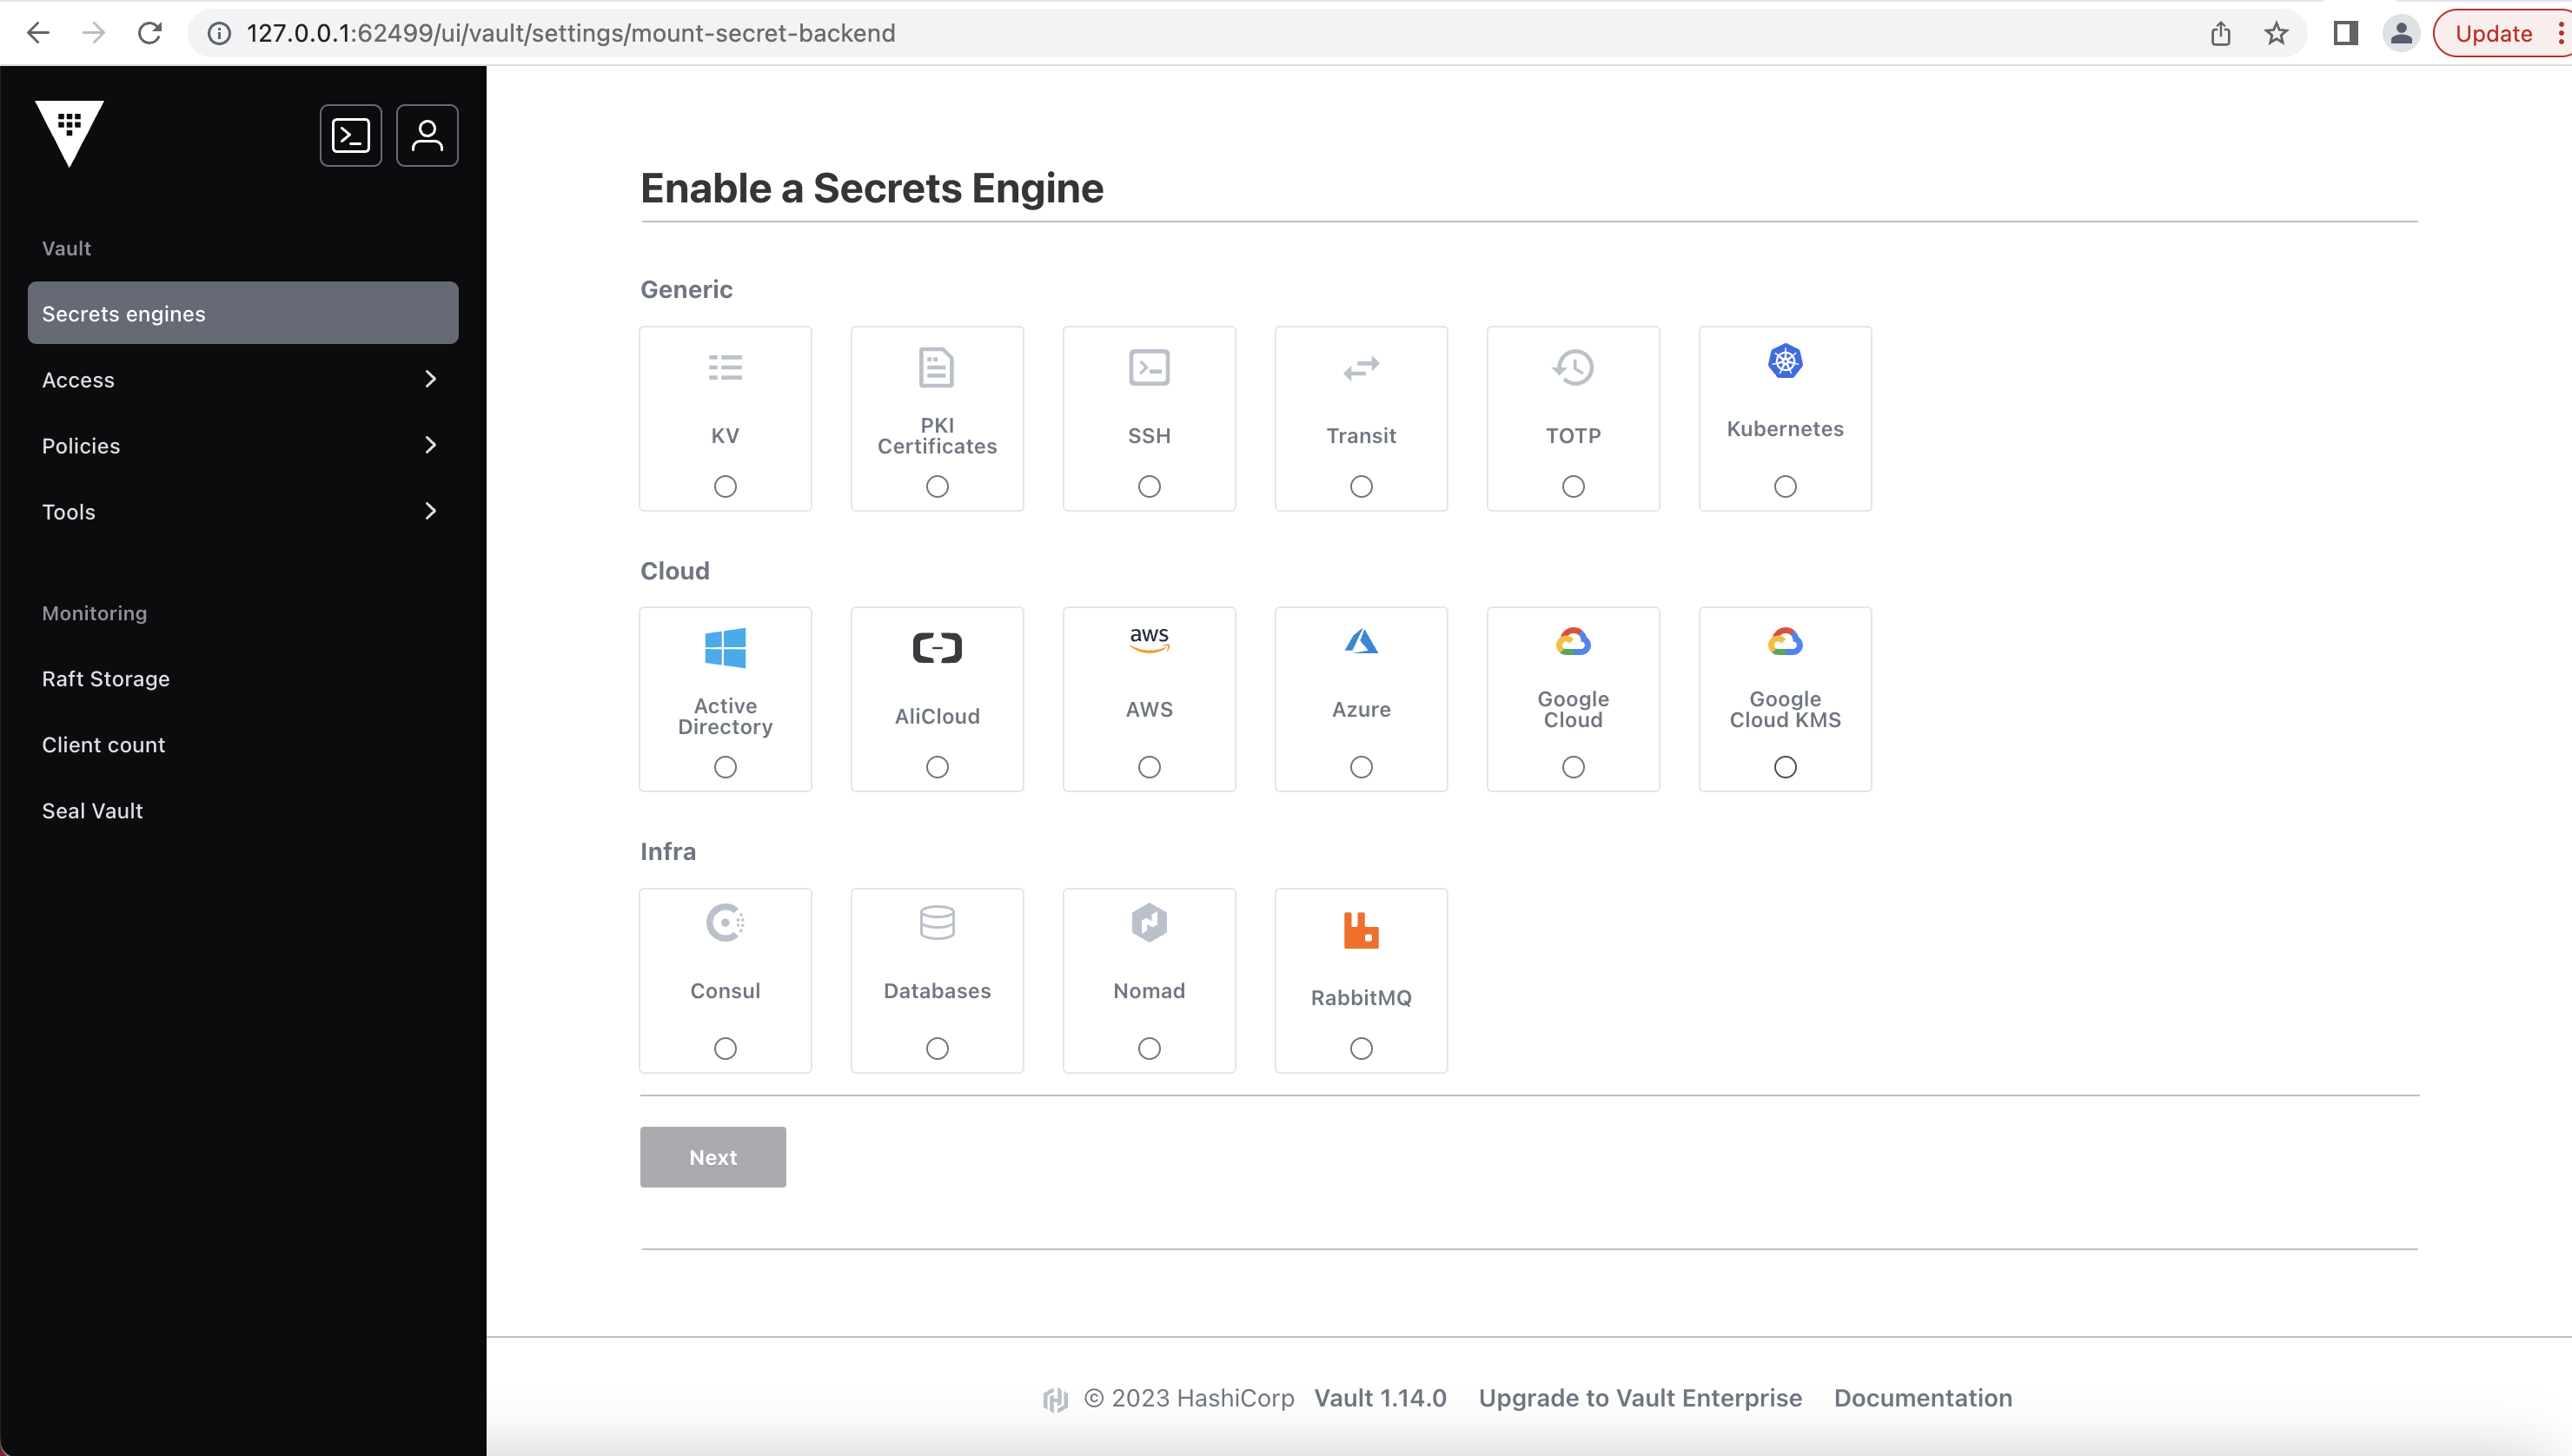 127.0.0.1:62499/ui/vault/settings/mount-secret-backend
Update
Vault
Secrets engines
Access
Policies
Tools
Monitoring
Raft Storage
Client count
Seal Vault
Enable a Secrets Engine
Generic
KV
PKI
Certificates
SSH
Transit
TOTP
Kubernetes
Cloud
Active
Directory
AliCloud
aws
AWS
Azure
Google
Cloud
Google
Cloud KMS
Infra
Consul
Databases
Nomad
RabbitMQ
Next
© 2023 HashiCorp Vault 1.14.0 Upgrade to Vault Enterprise Documentation